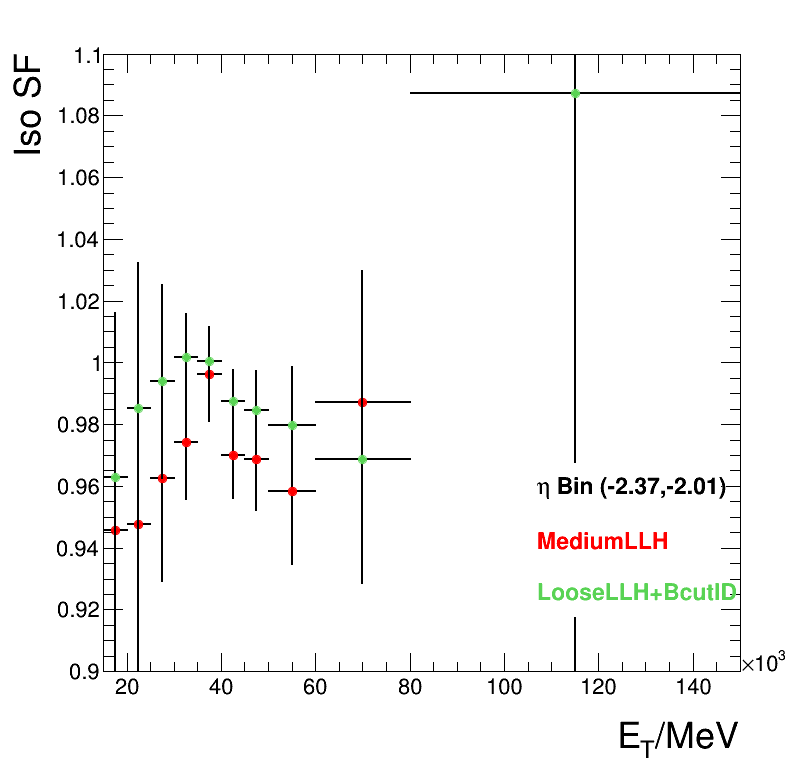 Iso SF
1.1
1.08
1.06
1.04
1.02
1
0.98
0.96
0.94
0.92
0.9
η Bin (-2.37,-2.01)
MediumLLH
LooseLLH+BcutID
20 40 60 80 100 120 140
×10³
E_T/MeV